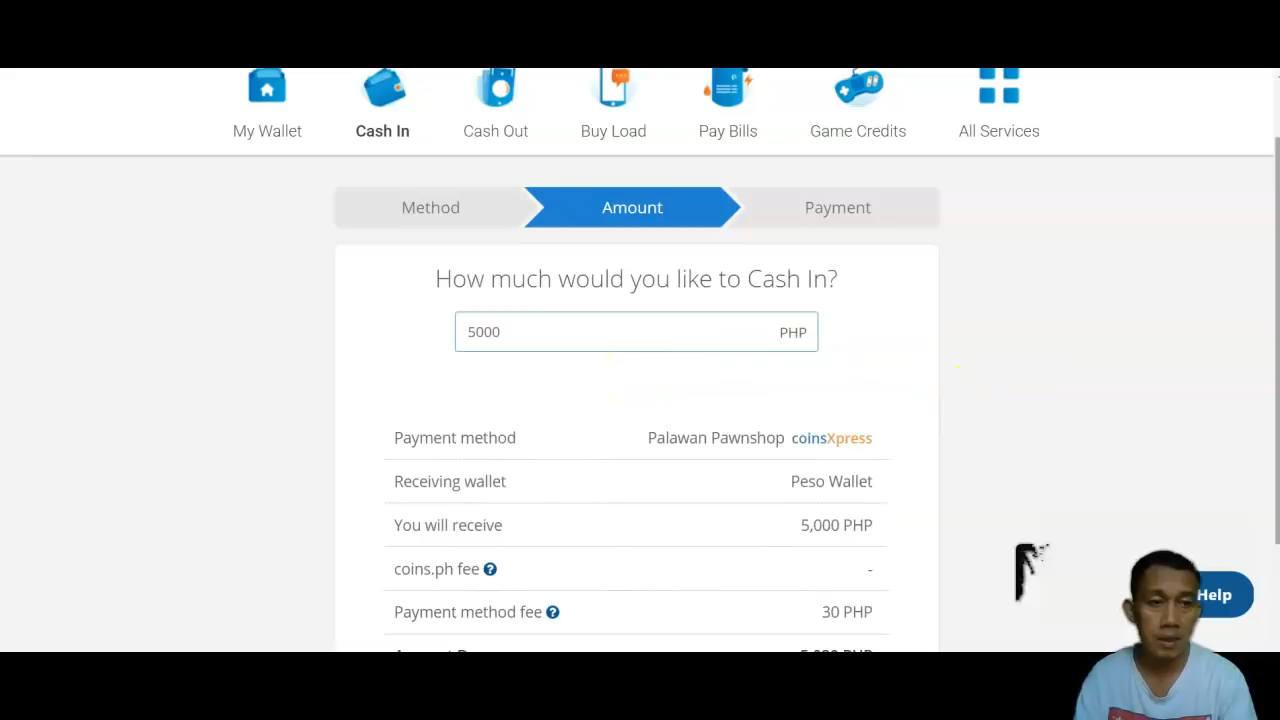 My Wallet
Cash In
Cash Out
Buy Load
Pay Bills
Game Credits
All Services
Method
Amount
Payment
How much would you like to Cash In?
5000 PHP
Payment method Palawan Pawnshop coinsXpress
Receiving wallet Peso Wallet
You will receive 5,000 PHP
coins.ph fee ? -
Payment method fee ? 30 PHP
Help